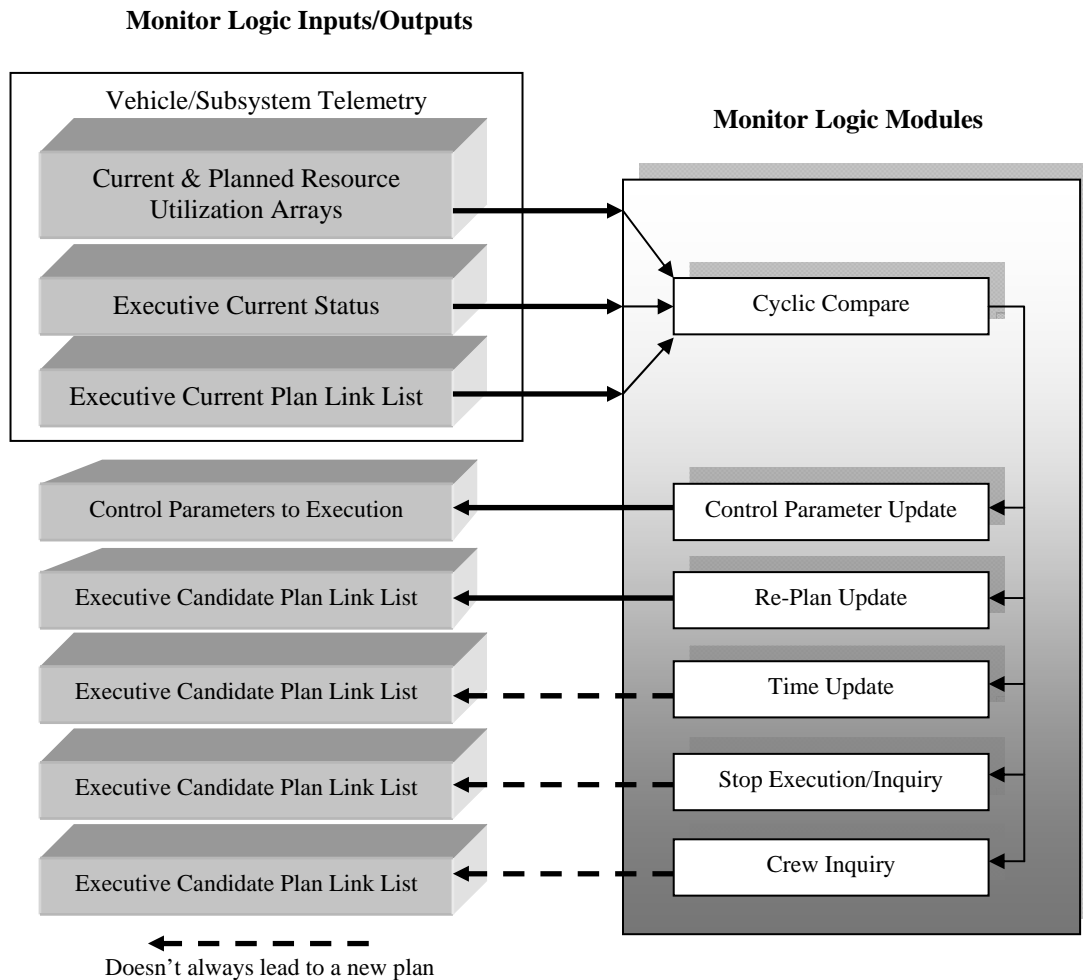 Monitor Logic Inputs/Outputs
Vehicle/Subsystem Telemetry
Current & Planned Resource
Utilization Arrays
Executive Current Status
Executive Current Plan Link List
Control Parameters to Execution
Executive Candidate Plan Link List
Executive Candidate Plan Link List
Executive Candidate Plan Link List
Executive Candidate Plan Link List
Doesn't always lead to a new plan
Monitor Logic Modules
Cyclic Compare
Control Parameter Update
Re-Plan Update
Time Update
Stop Execution/Inquiry
Crew Inquiry